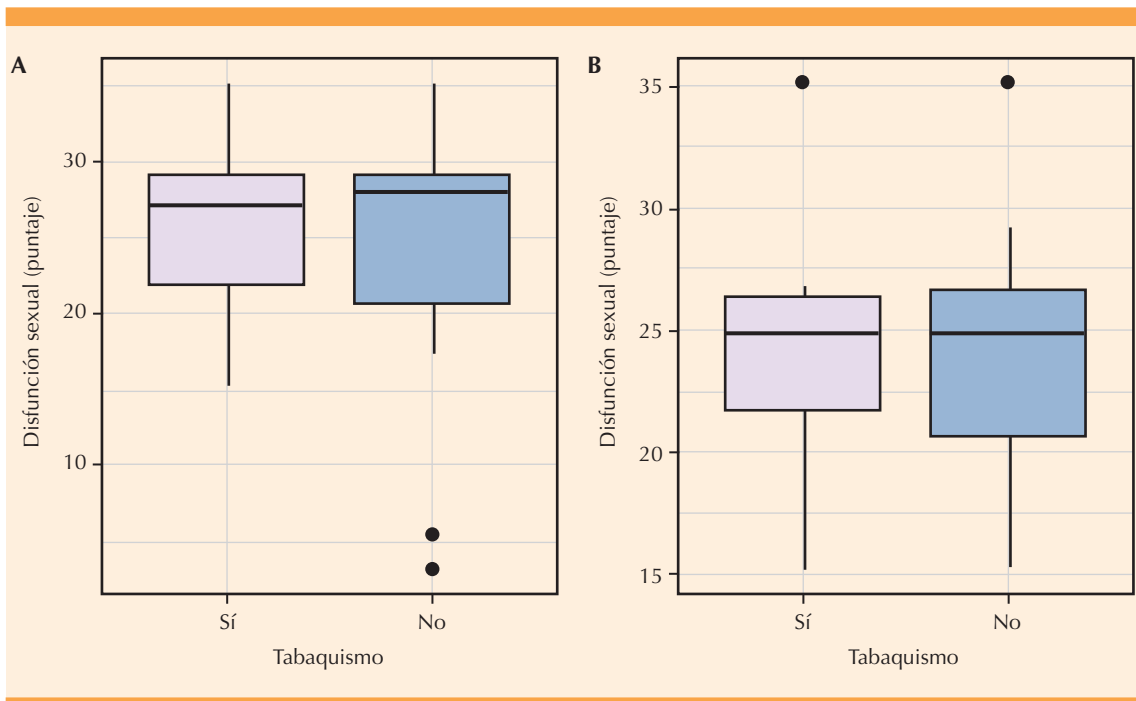 A
Disfunción sexual (puntaje)
30
20
10
Sí
No
Tabaquismo
B
Disfunción sexual (puntaje)
35
30
25
20
15
Sí
No
Tabaquismo